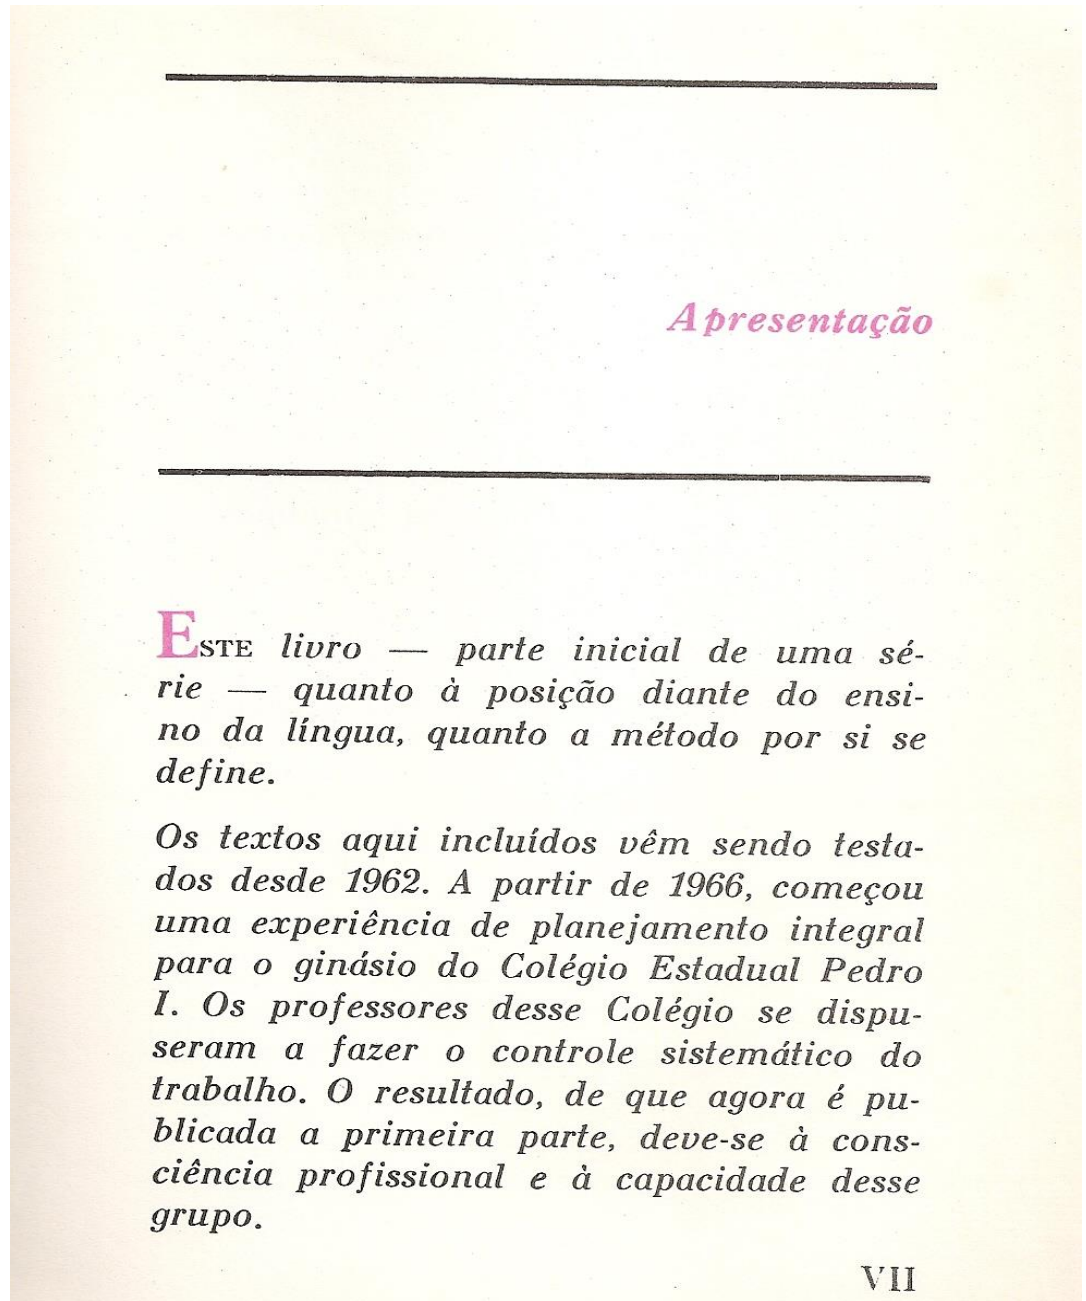 Apresentação
ESTE livro — parte inicial de uma sé-
rie — quanto à posição diante do ensi-
no da língua, quanto a método por si se
define.
Os textos aqui incluídos vêm sendo testa-
dos desde 1962. A partir de 1966, começou
uma experiência de planejamento integral
para o ginásio do Colégio Estadual Pedro
I. Os professores desse Colégio se dispu-
seram a fazer o controle sistemático do
trabalho. O resultado, de que agora é pu-
blicada a primeira parte, deve-se à cons-
ciência profissional e à capacidade desse
grupo.
VII